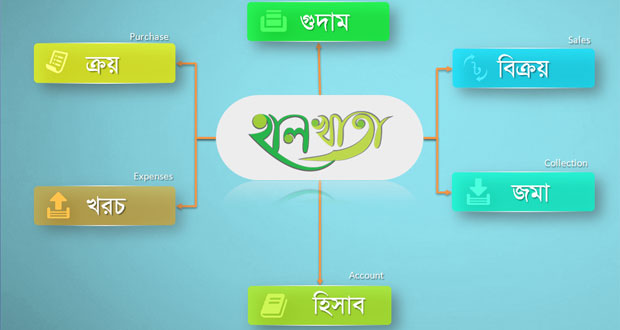 গুদাম
Purchase
ক্রয়
Sales
বিক্রয়
হালখাতা
Expenses
খরচ
Collection
জমা
Account
হিসাব